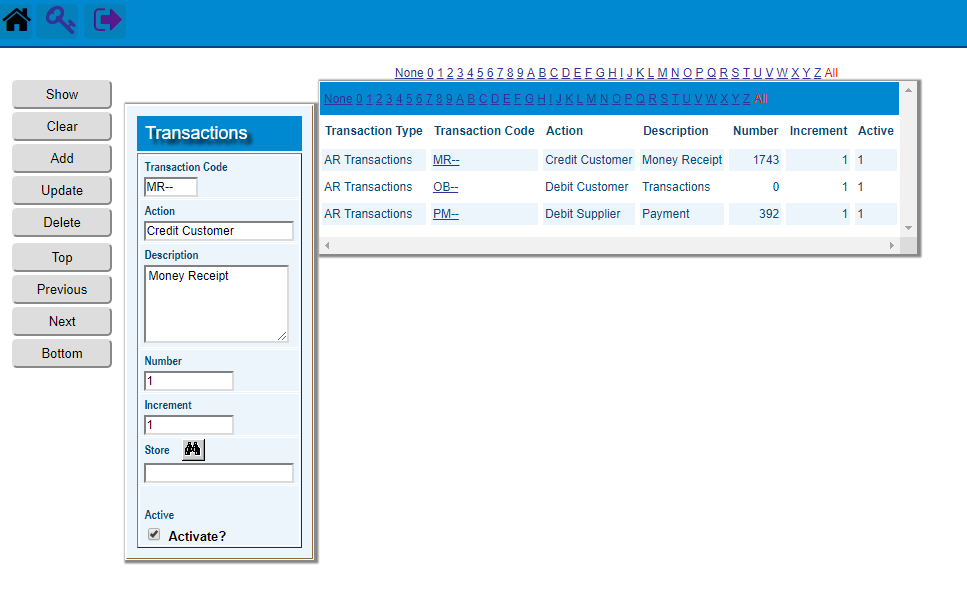 None 0 1 2 3 4 5 6 7 8 9 A B C D E F G H I J K L M N O P Q R S T U V W X Y Z All
Show
Clear
Add
Update
Delete
Top
Previous
Next
Bottom
Transactions
Transaction Code
MR--
Action
Credit Customer
Description
Money Receipt
Number
1
Increment
1
Store
Active
Activate?
None 0 1 2 3 4 5 6 7 8 9 A B C D E F G H I J K L M N O P Q R S T U V W X Y Z All
Transaction Type Transaction Code Action Description Number Increment Active
AR Transactions MR-- Credit Customer Money Receipt 1743 1 1
AR Transactions OB-- Debit Customer Transactions 0 1 1
AR Transactions PM-- Debit Supplier Payment 392 1 1